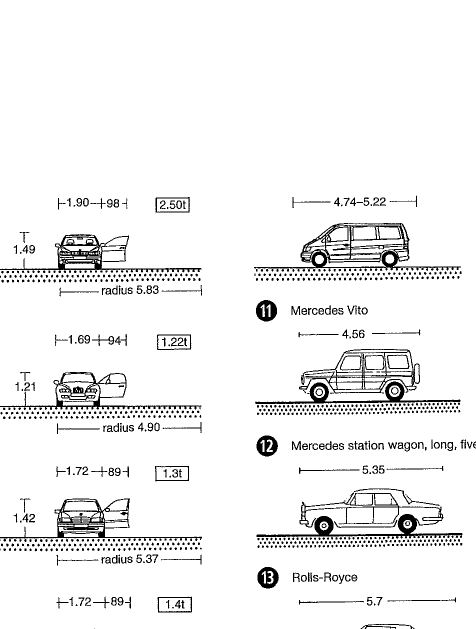 1.90 98 2.50t
1.49
radius 5.83
1.69 94 1.22t
1.21
radius 4.90
1.72 89 1.3t
1.42
radius 5.37
1.72 89 1.4t
4.74–5.22
11 Mercedes Vito
4.56
12 Mercedes station wagon, long, five
5.35
13 Rolls-Royce
5.7